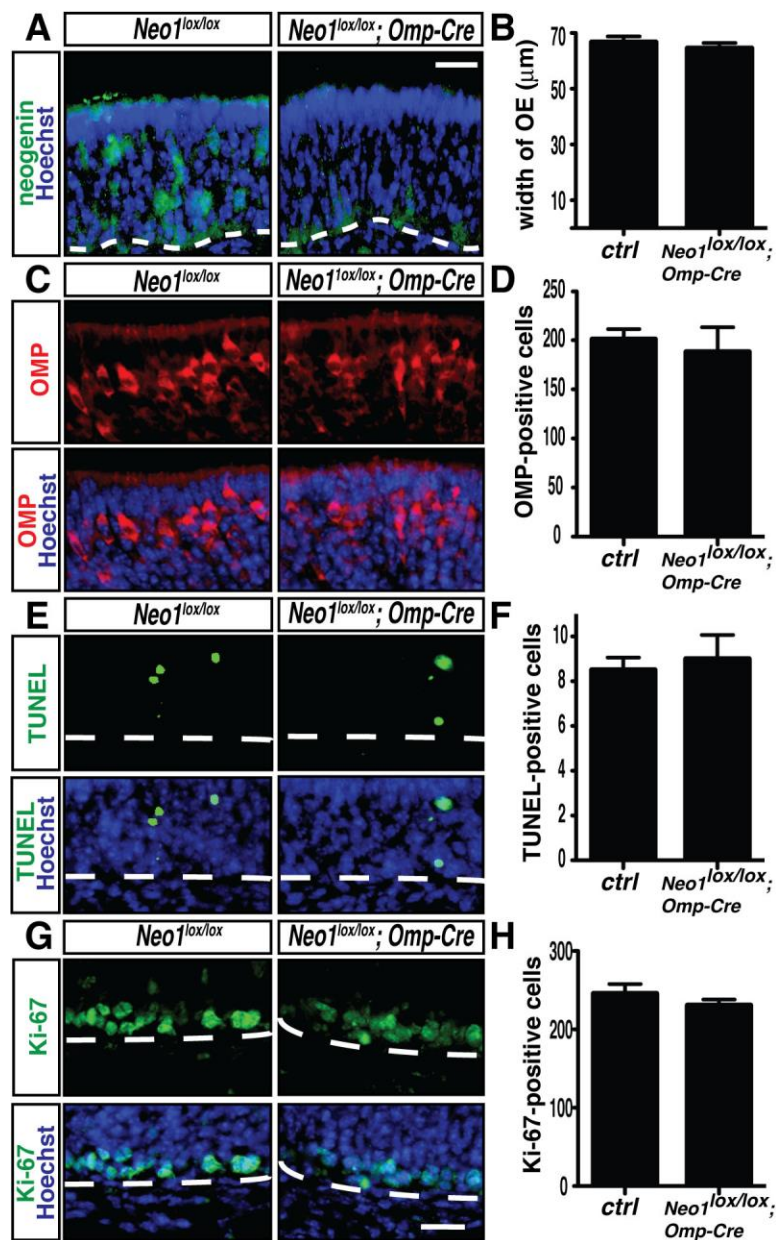 A
Neo1lox/lox
Neo1lox/lox; Omp-Cre
neogenin
Hoechst
B
width of OE (μm)
70
50
30
10
ctrl
Neo1lox/lox;
Omp-Cre
C
Neo1lox/lox
Neo11ox/lox; Omp-Cre
OMP
OMP
Hoechst
D
OMP-positive cells
250
200
150
100
50
0
ctrl
Neo1lox/lox;
Omp-Cre
E
Neo1lox/lox
Neo1lox/lox; Omp-Cre
TUNEL
TUNEL
Hoechst
F
TUNEL-positive cells
10
8
6
4
2
0
ctrl
Neo1lox/lox;
Omp-Cre
G
Neo1lox/lox
Neo1lox/lox; Omp-Cre
Ki-67
Ki-67
Hoechst
H
Ki-67-positive cells
300
200
100
0
ctrl
Neo1lox/lox;
Omp-Cre